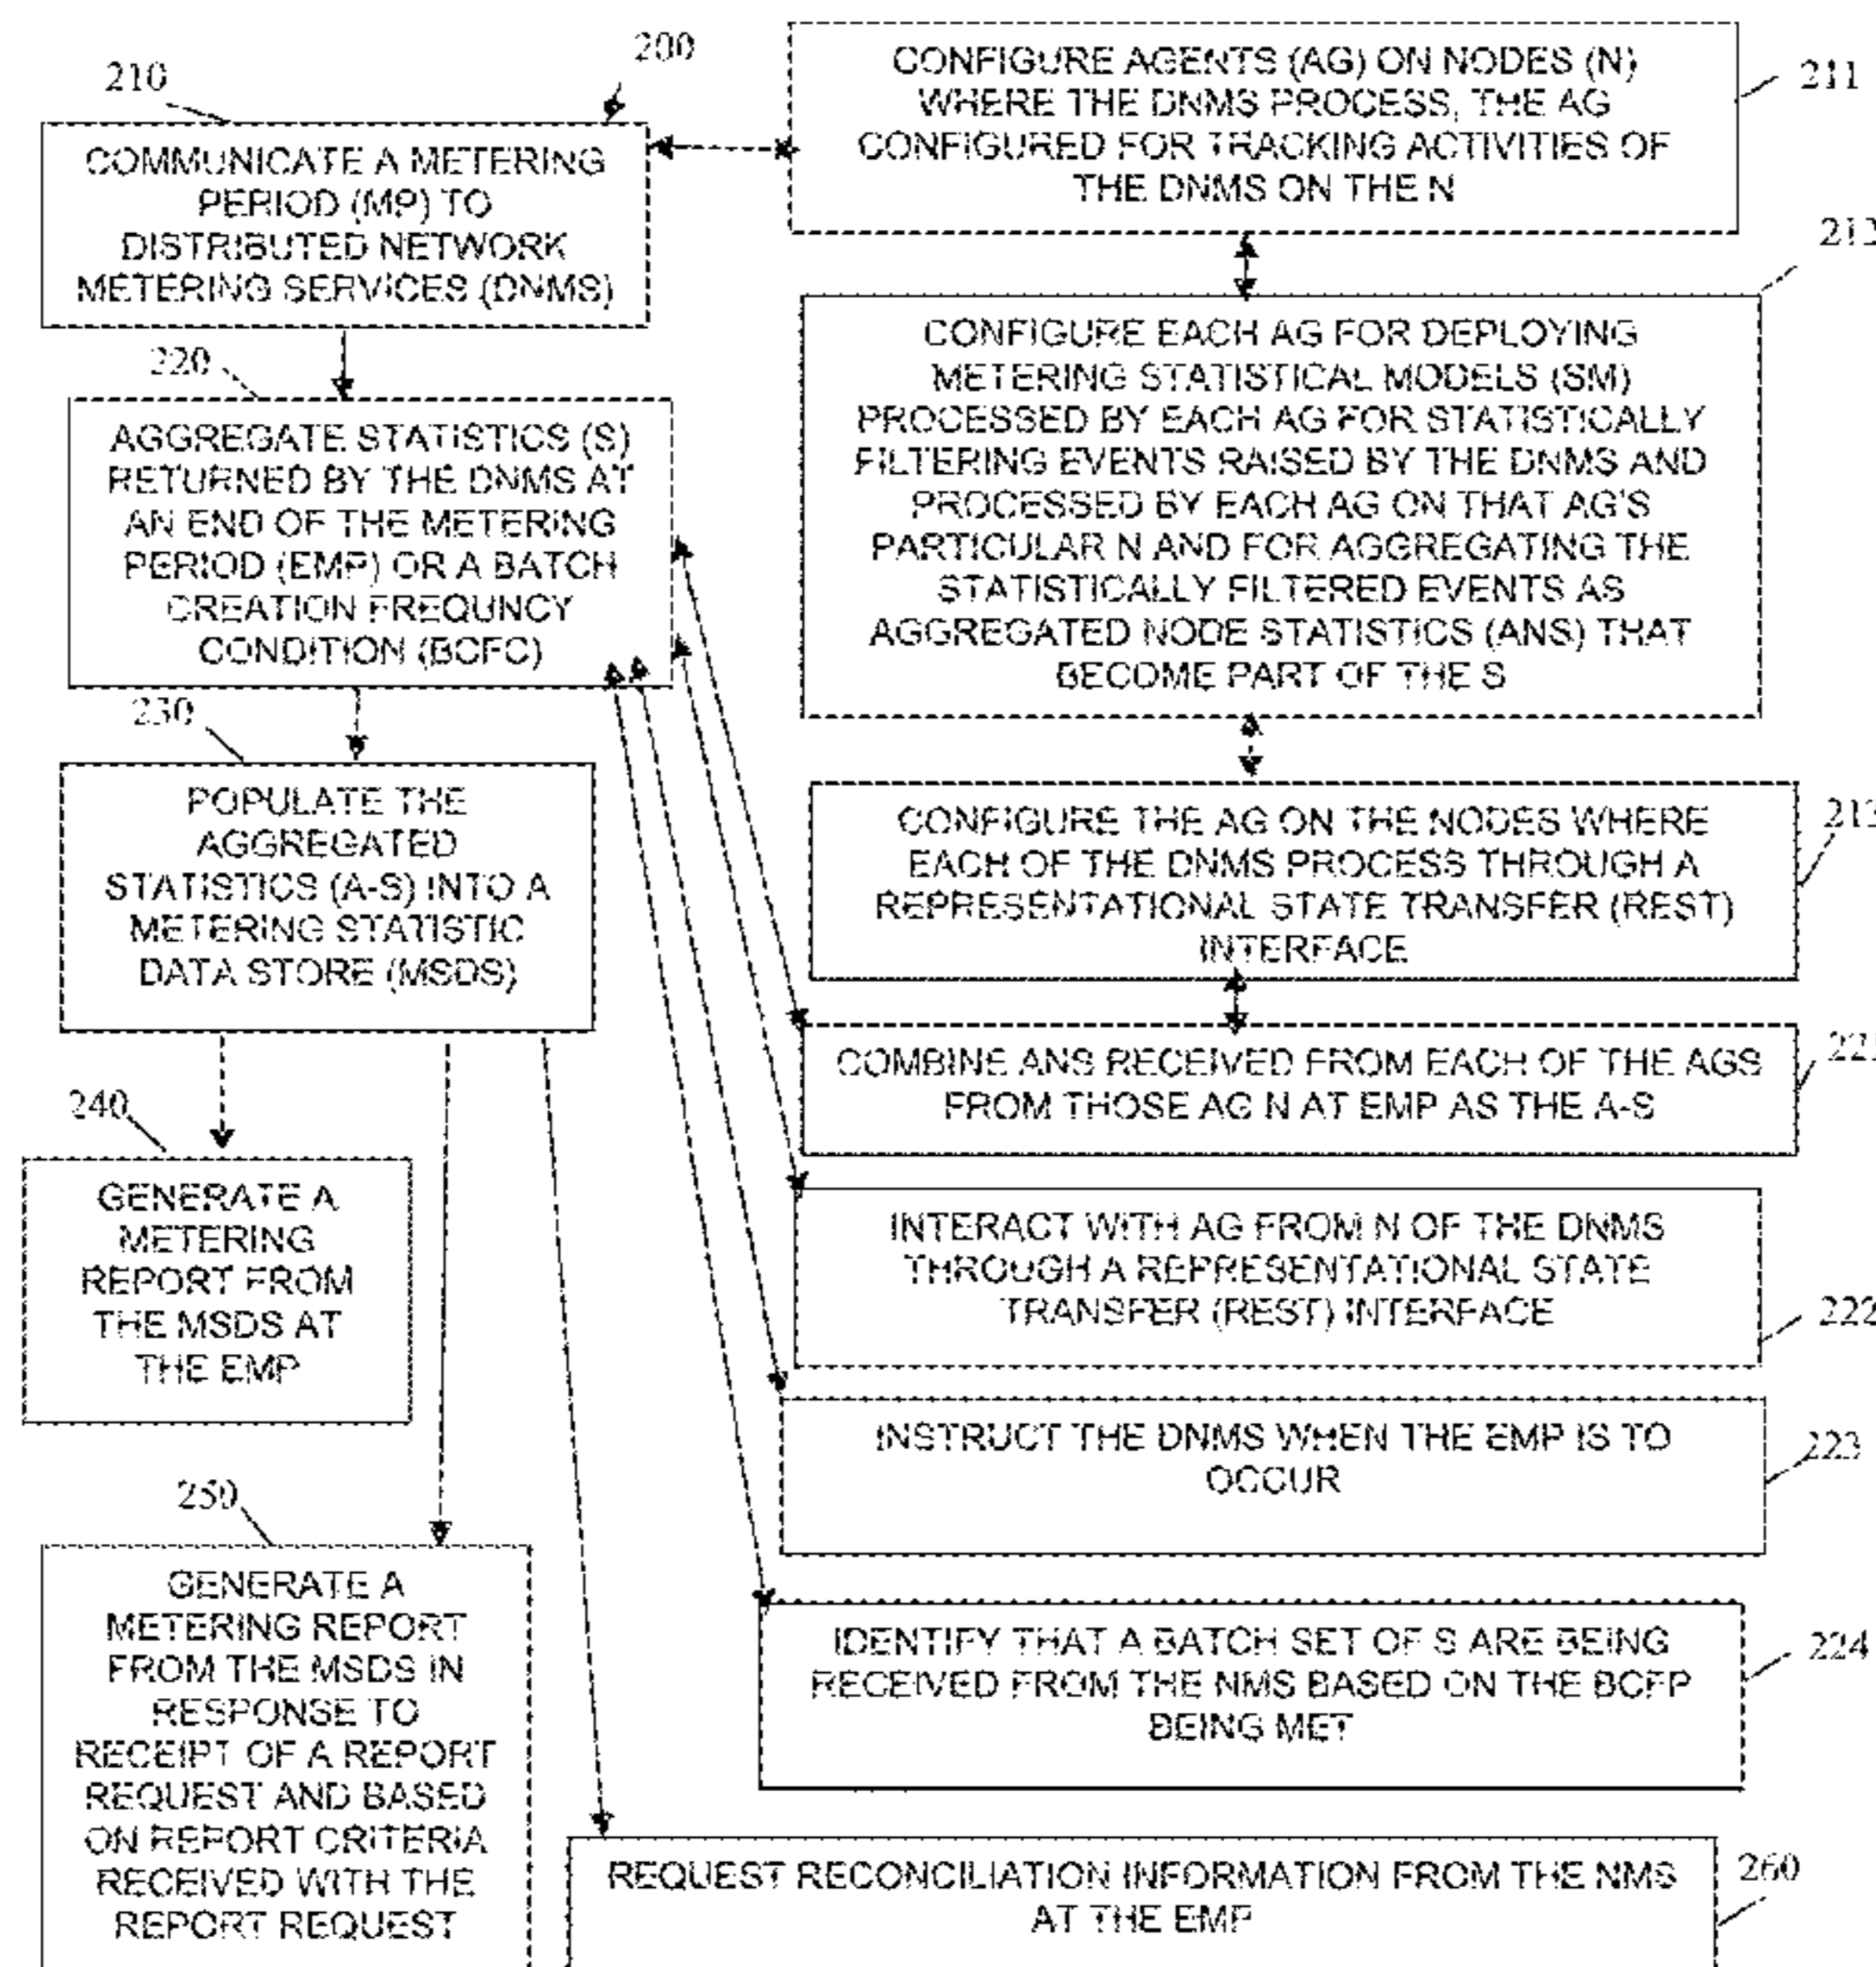 200
210
COMMUNICATE A METERING
PERIOD (MP) TO
DISTRIBUTED NETWORK
METERING SERVICES (DNMS)
220
AGGREGATE STATISTICS (S)
RETURNED BY THE DNMS AT
AN END OF THE METERING
PERIOD (EMP) OR A BATCH
CREATION FREQUNCY
CONDITION (BCFC)
230
POPULATE THE
AGGREGATED
STATISTICS (A-S) INTO A
METERING STATISTIC
DATA STORE (MSDS)
240
GENERATE A
METERING
REPORT FROM
THE MSDS AT
THE EMP
250
GENERATE A
METERING REPORT
FROM THE MSDS IN
RESPONSE TO
RECEIPT OF A REPORT
REQUEST AND BASED
ON REPORT CRITERIA
RECEIVED WITH THE
REPORT REQUEST
CONFIGURE AGENTS (AG) ON NODES (N)
WHERE THE DNMS PROCESS, THE AG
CONFIGURED FOR TRACKING ACTIVITIES OF
THE DNMS ON THE N
211
CONFIGURE EACH AG FOR DEPLOYING
METERING STATISTICAL MODELS (SM)
PROCESSED BY EACH AG FOR STATISTICALLY
FILTERING EVENTS RAISED BY THE DNMS AND
PROCESSED BY EACH AG ON THAT AG'S
PARTICULAR N AND FOR AGGREGATING THE
STATISTICALLY FILTERED EVENTS AS
AGGREGATED NODE STATISTICS (ANS) THAT
BECOME PART OF THE S
CONFIGURE THE AG ON THE NODES WHERE
EACH OF THE DNMS PROCESS THROUGH A
REPRESENTATIONAL STATE TRANSFER (REST)
INTERFACE
COMBINE ANS RECEIVED FROM EACH OF THE AGS
FROM THOSE AG N AT EMP AS THE A-S
INTERACT WITH AG FROM N OF THE DNMS
THROUGH A REPRESENTATIONAL STATE
TRANSFER (REST) INTERFACE
222
INSTRUCT THE DNMS WHEN THE EMP IS TO
OCCUR
223
IDENTIFY THAT A BATCH SET OF S ARE BEING
RECEIVED FROM THE NMS BASED ON THE BCFP
BEING MET
224
REQUEST RECONCILIATION INFORMATION FROM THE NMS
AT THE EMP
260